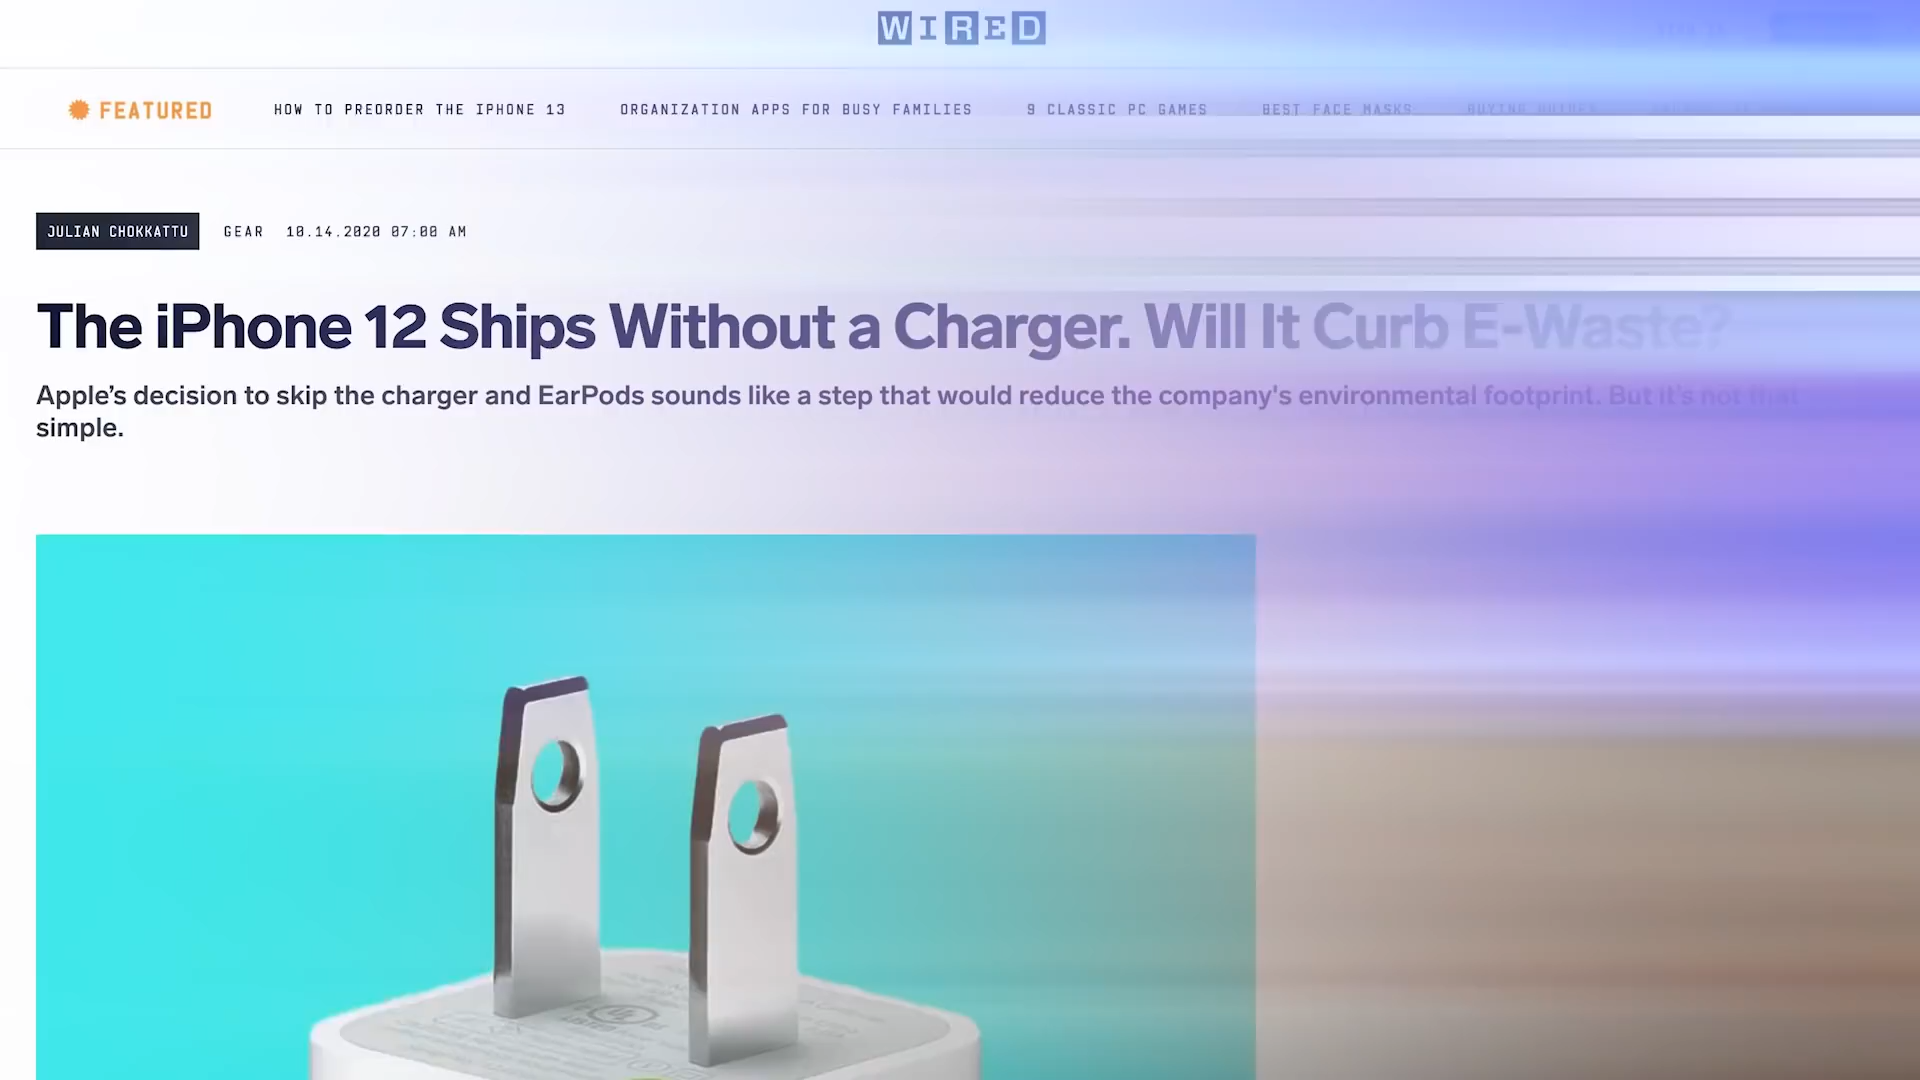 WIRED
FEATURED
HOW TO PREORDER THE IPHONE 13
ORGANIZATION APPS FOR BUSY FAMILIES
9 CLASSIC PC GAMES
BEST FACE MASKS
BUYING GUIDES
JULIAN CHOKKATTU
GEAR
10.14.2020 07:00 AM
The iPhone 12 Ships Without a Charger. Will It Curb E-Waste?
Apple’s decision to skip the charger and EarPods sounds like a step that would reduce the company's environmental footprint. But it’s not that
simple.